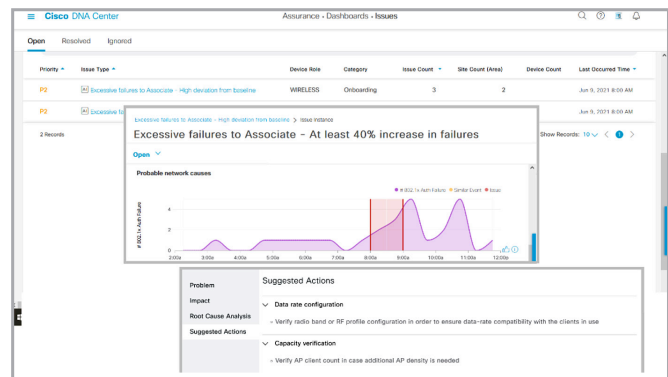 Cisco DNA Center
Assurance · Dashboards · Issues
Open Resolved Ignored
Priority Issue Type Device Role Category Issue Count Site Count (Area) Device Count Last Occurred Time
P2 AI Excessive failures to Associate - High deviation from baseline WIRELESS Onboarding 3 2 Jun 9, 2021 8:00 AM
P2 AI Excessive fai Jun 9, 2021 8:00 AM
2 Records
Show Records: 10 < 1 >
Excessive failures to Associate - High deviation from baseline > Issue Instance
Excessive failures to Associate - At least 40% increase in failures
Open
Probable network causes
# 802.1x Auth Failure Similar Event Issue
# 802.1x Auth Failure
4
2
0
2:00a 3:00a 4:00a 5:00a 6:00a 7:00a 8:00a 9:00a 10:00a 11:00a 12:00p
Problem
Impact
Root Cause Analysis
Suggested Actions
Suggested Actions
Data rate configuration
- Verify radio band or RF profile configuration in order to ensure data-rate compatibility with the clients in use
Capacity verification
- Verify AP client count in case additional AP density is needed